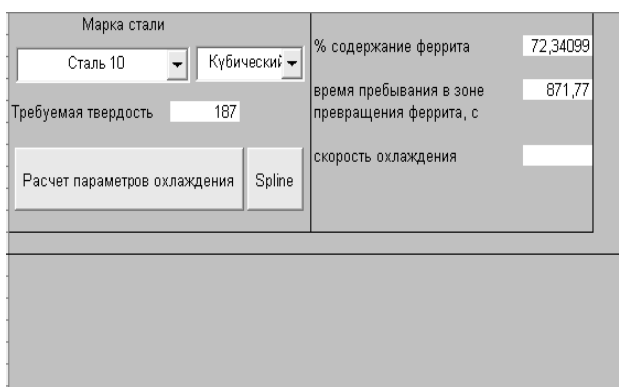 Марка стали
Сталь 10
Кубический
Требуемая твердость 187
Расчет параметров охлаждения
Spline
% содержание феррита 72,34099
время пребывания в зоне 871,77
превращения феррита, с
скорость охлаждения